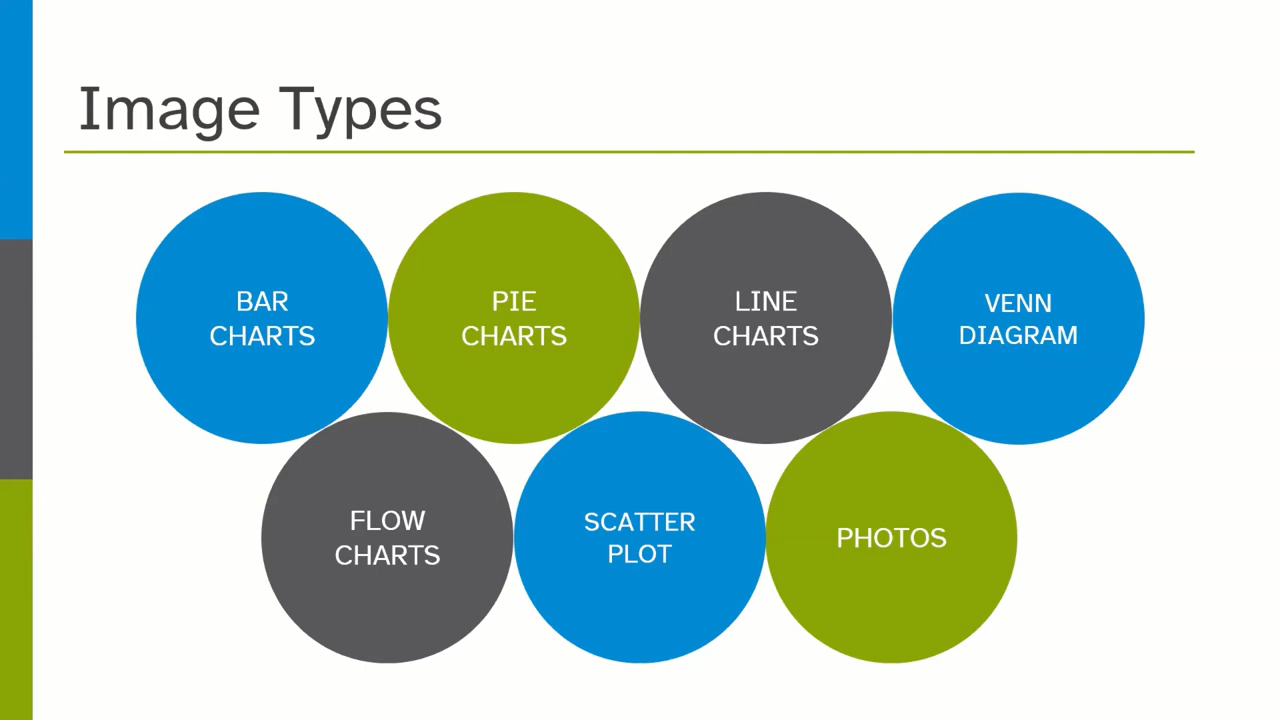 Image Types
BAR
CHARTS
PIE
CHARTS
LINE
CHARTS
VENN
DIAGRAM
FLOW
CHARTS
SCATTER
PLOT
PHOTOS